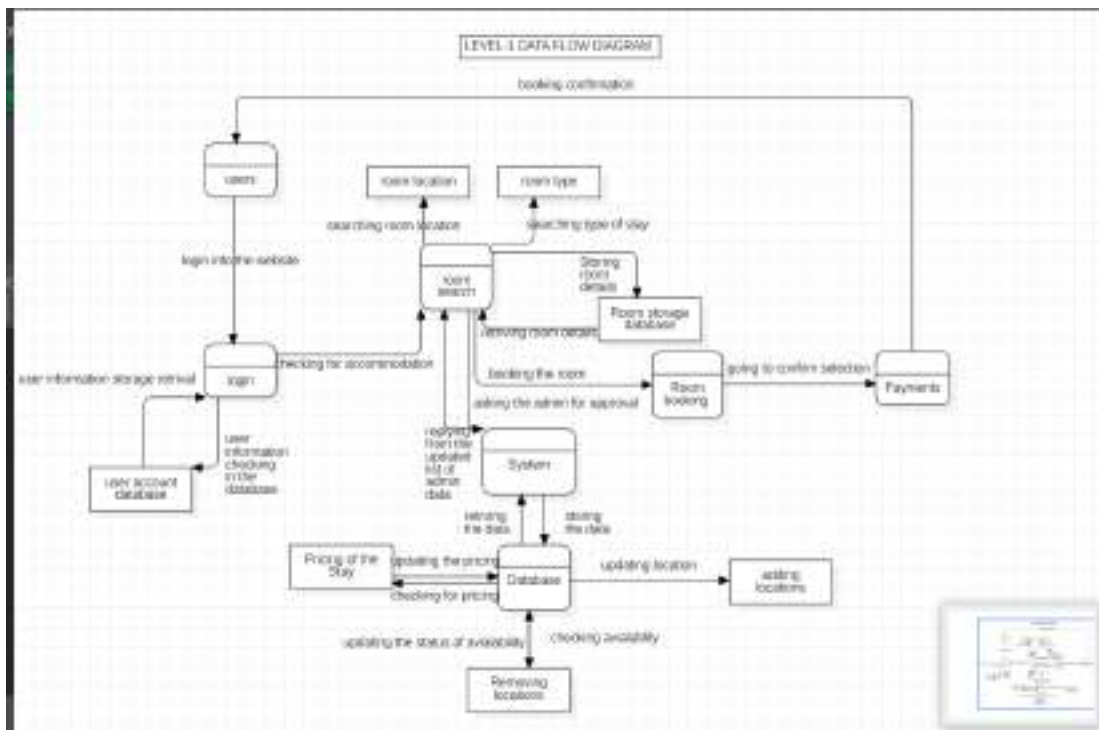 LEVEL-1 DATA FLOW DIAGRAM
booking confirmation
users
room location
room type
searching room location
searching type of stay
login into the website
room
search
Storing
room
details
Room storage
database
retriving room details
checking for accommodation
login
user information storage retrival
booking the room
going to confirm selection
Room
booking
Payments
asking the admin for approval
user
information
checking
in the
database
user account
database
replying
from the
updated
list of
admin
data
System
retriving
the data
storing
the data
Pricing of the
Stay
updating the pricing
checking for pricing
Database
updating location
adding
locations
updating the status of availability
checking availability
Removing
locations